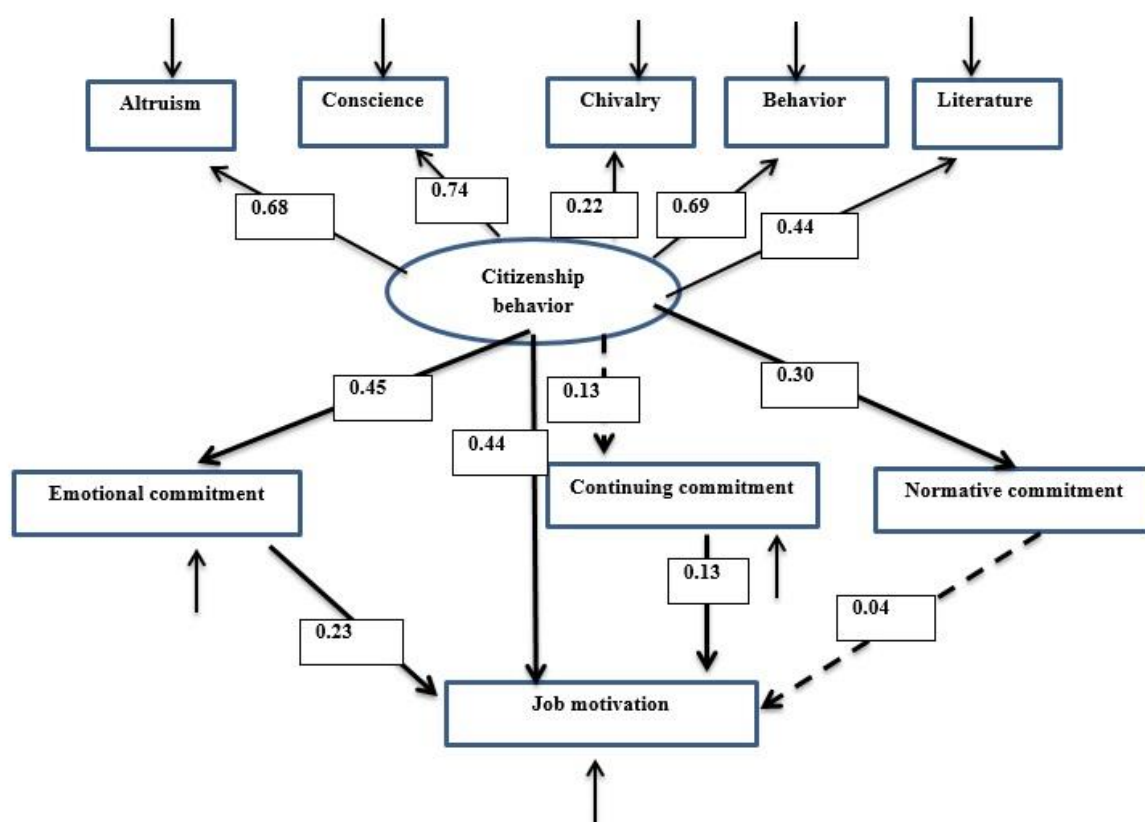 Altruism
Conscience
Chivalry
Behavior
Literature
0.68
0.74
0.22
0.69
0.44
Citizenship
behavior
0.45
0.44
0.13
0.30
Emotional commitment
Continuing commitment
Normative commitment
0.23
0.13
0.04
Job motivation